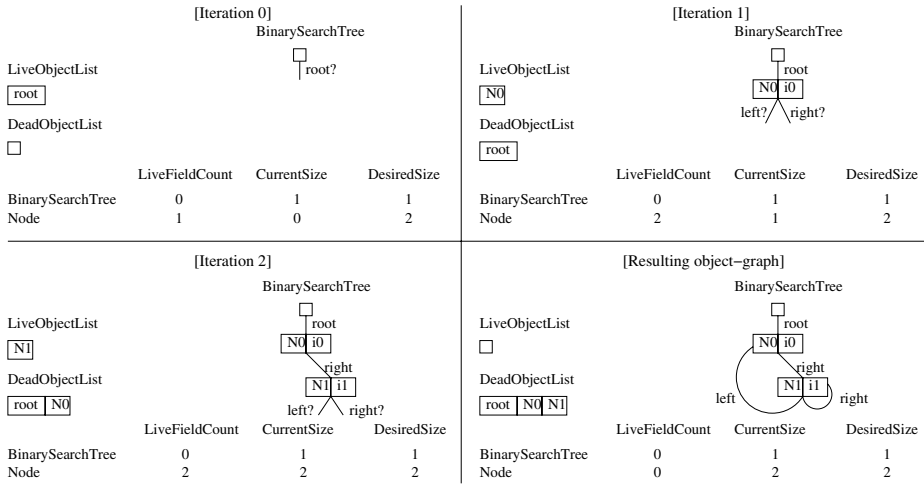 [Iteration 0]
BinarySearchTree
root?
LiveObjectList
root
DeadObjectList
LiveFieldCount CurrentSize DesiredSize
BinarySearchTree 0 1 1
Node 1 0 2
[Iteration 1]
BinarySearchTree
root
LiveObjectList
N0
N0 i0
left? right?
DeadObjectList
root
LiveFieldCount CurrentSize DesiredSize
BinarySearchTree 0 1 1
Node 2 1 2
[Iteration 2]
BinarySearchTree
root
LiveObjectList
N0 i0
N1
right
DeadObjectList
N1 i1
root N0
left? right?
LiveFieldCount CurrentSize DesiredSize
BinarySearchTree 0 1 1
Node 2 2 2
[Resulting object−graph]
BinarySearchTree
root
LiveObjectList
N0 i0
right
DeadObjectList
N1 i1
root N0 N1
left right
LiveFieldCount CurrentSize DesiredSize
BinarySearchTree 0 1 1
Node 0 2 2